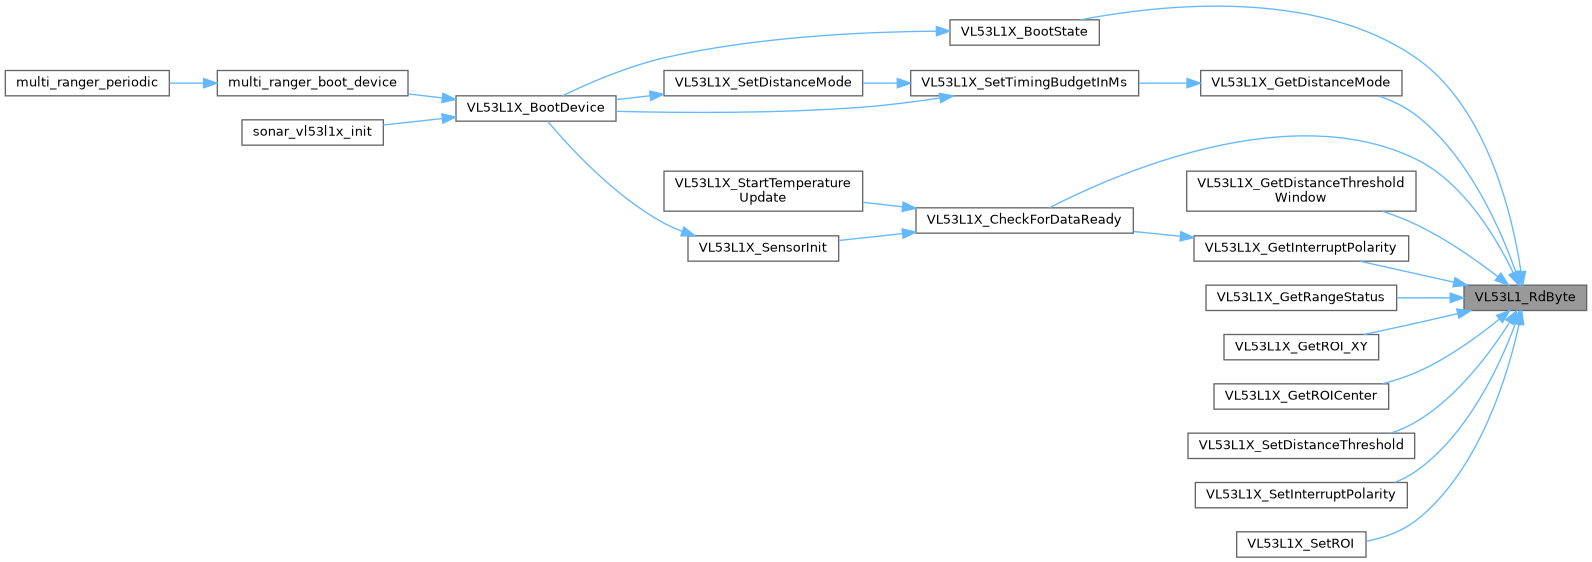 VL53L1X_BootState
multi_ranger_periodic
multi_ranger_boot_device
VL53L1X_SetDistanceMode
VL53L1X_SetTimingBudgetInMs
VL53L1X_GetDistanceMode
VL53L1X_BootDevice
sonar_vl53l1x_init
VL53L1X_StartTemperature
Update
VL53L1X_GetDistanceThreshold
Window
VL53L1X_CheckForDataReady
VL53L1X_SensorInit
VL53L1X_GetInterruptPolarity
VL53L1X_GetRangeStatus
VL53L1_RdByte
VL53L1X_GetROI_XY
VL53L1X_GetROICenter
VL53L1X_SetDistanceThreshold
VL53L1X_SetInterruptPolarity
VL53L1X_SetROI